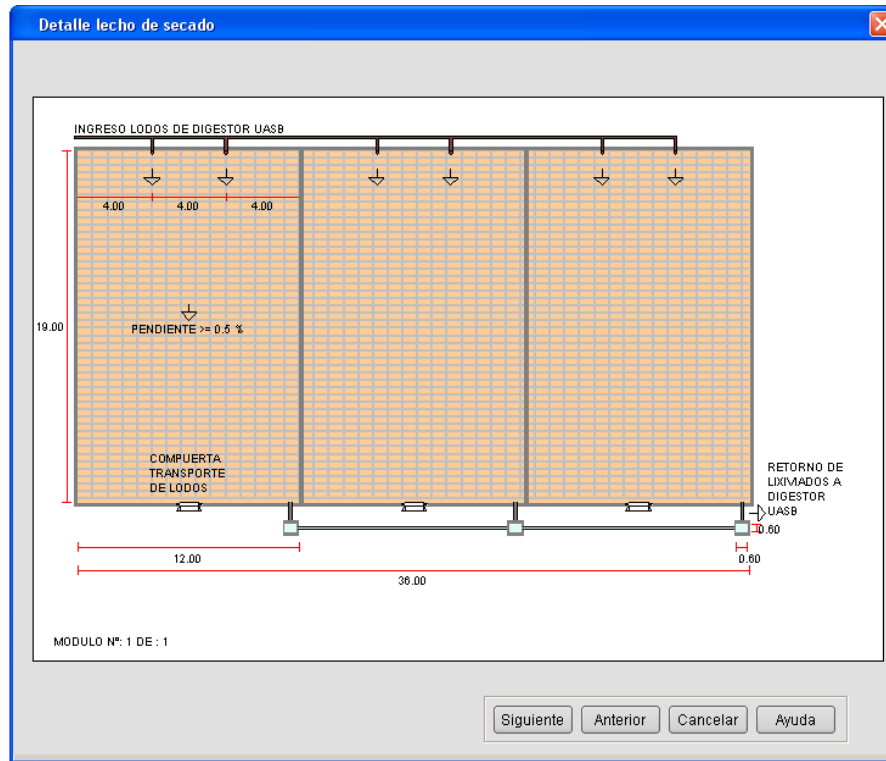 Detalle lecho de secado
INGRESO LODOS DE DIGESTOR UASB
4.00 4.00 4.00
19.00
PENDIENTE >= 0.5 %
COMPUERTA
TRANSPORTE
DE LODOS
RETORNO DE
LIXIVIADOS A
DIGESTOR
UASB
0.60
12.00
0.60
36.00
MODULO Nº: 1 DE : 1
Siguiente Anterior Cancelar Ayuda